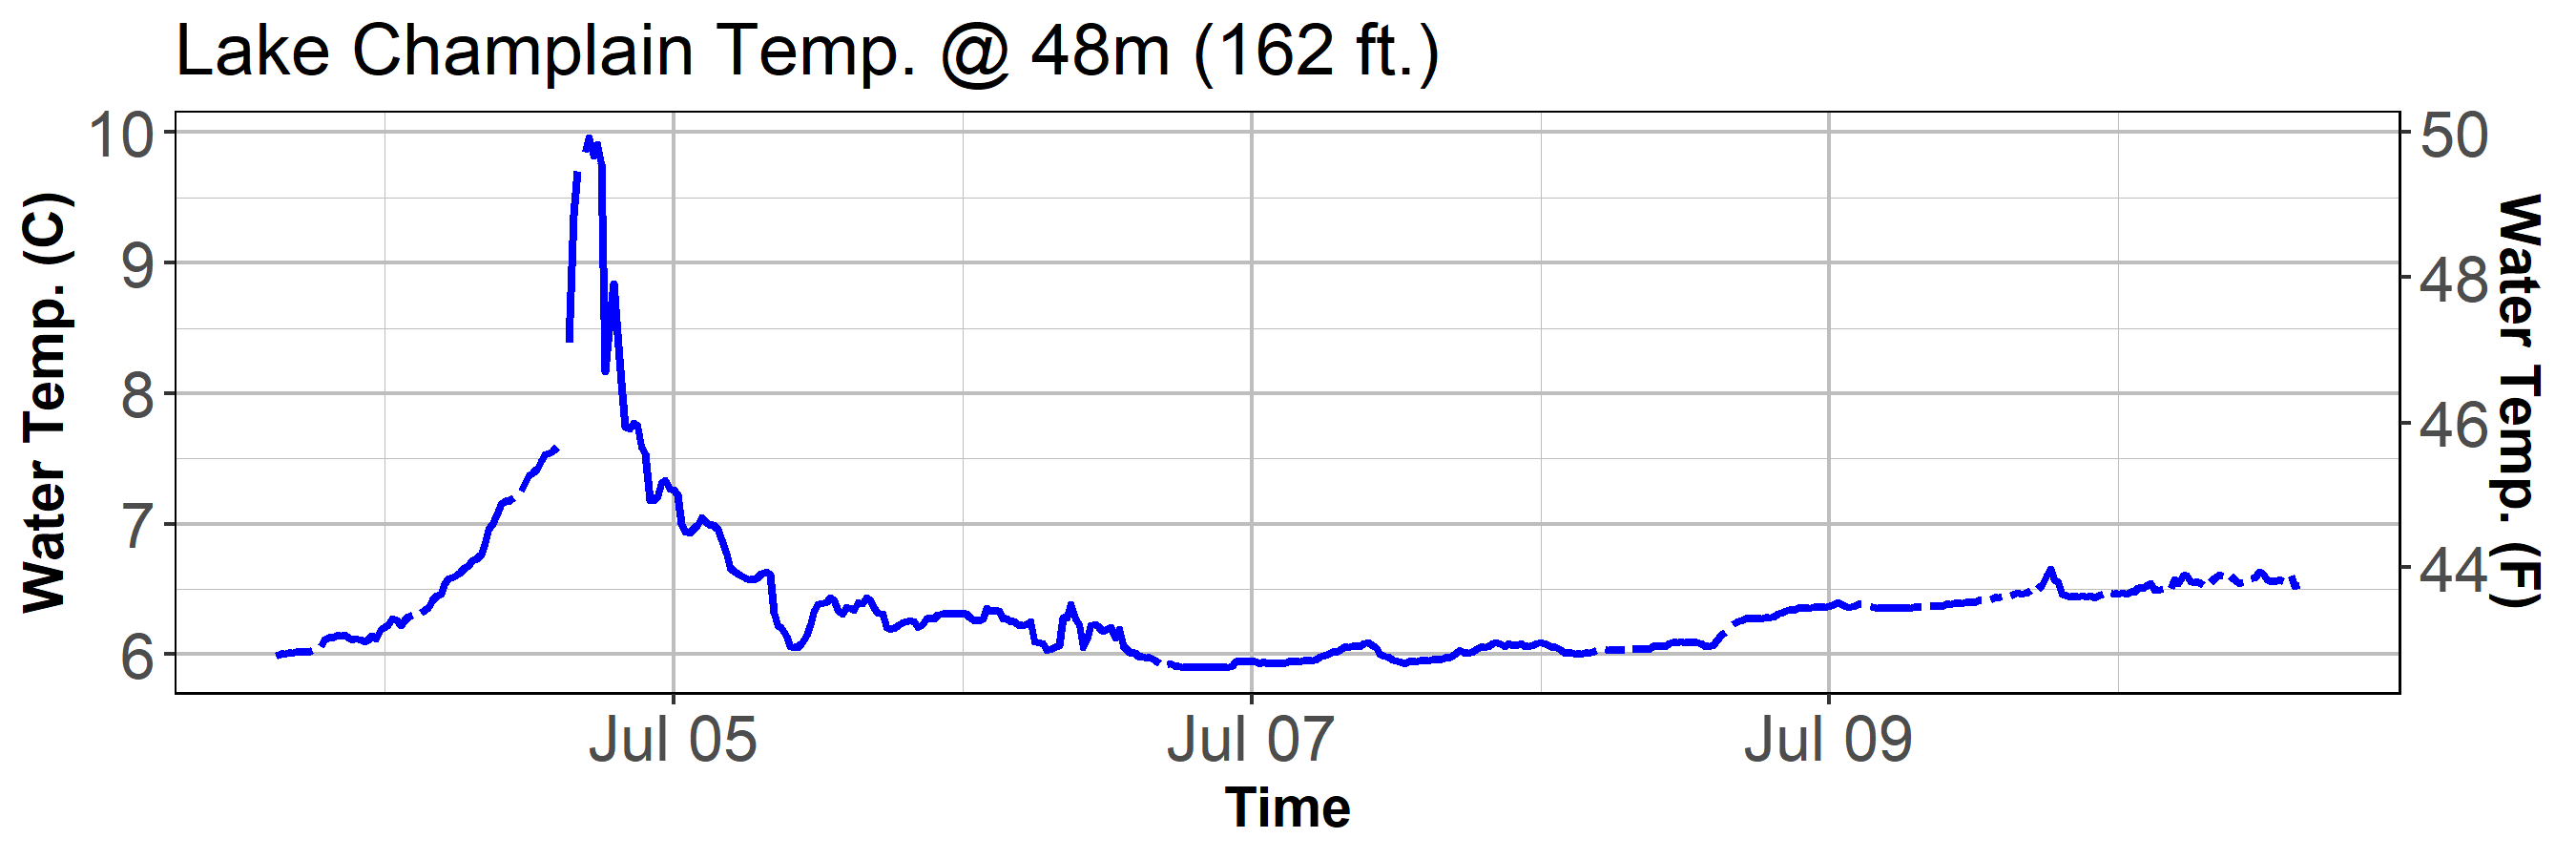 Lake Champlain Temp. @ 48m (162 ft.)
Water Temp. (C)
10
9
8
7
6
50
48
46
44
Water Temp. (F)
Jul 05
Jul 07
Jul 09
Time